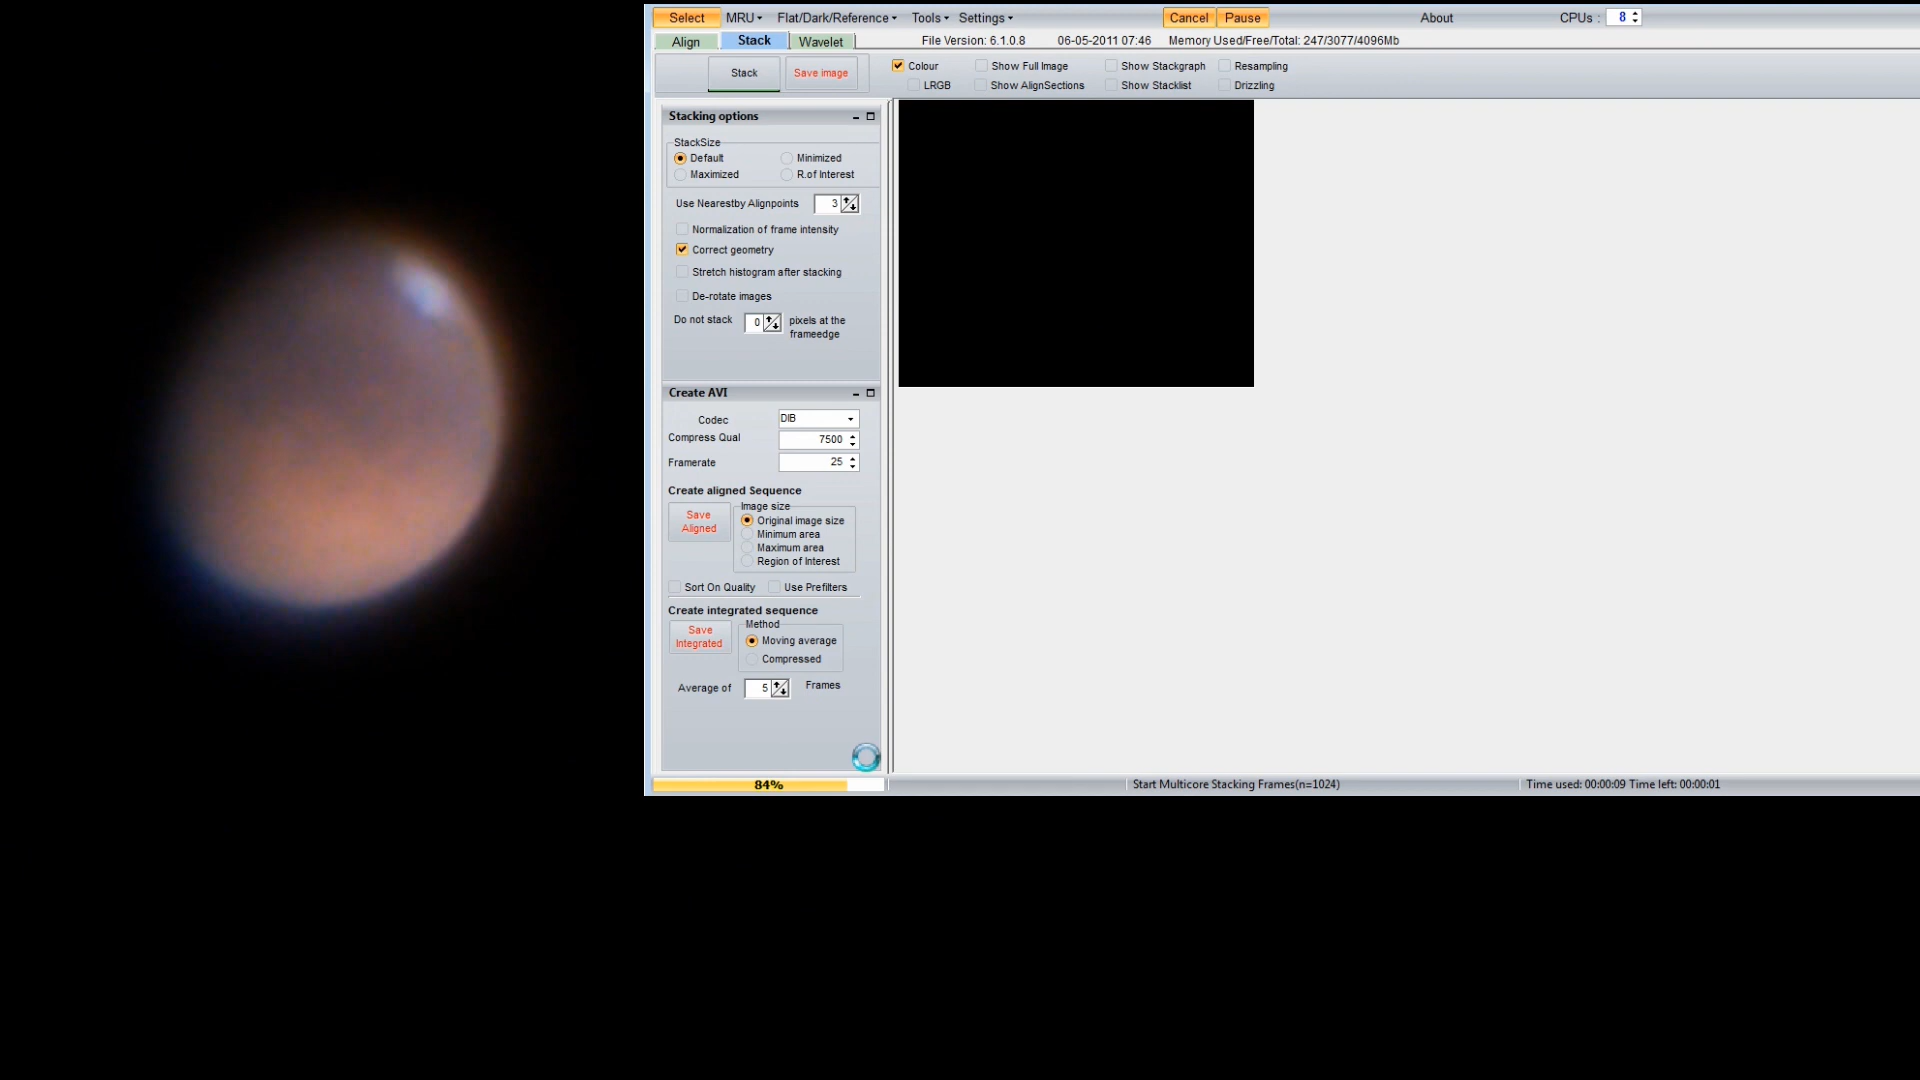 Select MRU Flat/Dark/Reference Tools Settings Cancel Pause About CPUs : 8
Align Stack Wavelet File Version: 6.1.0.8 06-05-2011 07:46 Memory Used/Free/Total: 247/3077/4096Mb
Stack Save image
Colour Show Full Image Show Stackgraph Resampling
LRGB Show AlignSections Show Stacklist Drizzling
Stacking options
StackSize
Default Minimized
Maximized R.of Interest
Use Nearestby Alignpoints 3
Normalization of frame intensity
Correct geometry
Stretch histogram after stacking
De-rotate images
Do not stack 0 pixels at the
frameedge
Create AVI
Codec DIB
Compress Qual 7500
Framerate 25
Create aligned Sequence
Save
Aligned
Image size
Original image size
Minimum area
Maximum area
Region of Interest
Sort On Quality Use Prefilters
Create integrated sequence
Save
Integrated
Method
Moving average
Compressed
Average of 5 Frames
84% Start Multicore Stacking Frames(n=1024) Time used: 00:00:09 Time left: 00:00:01